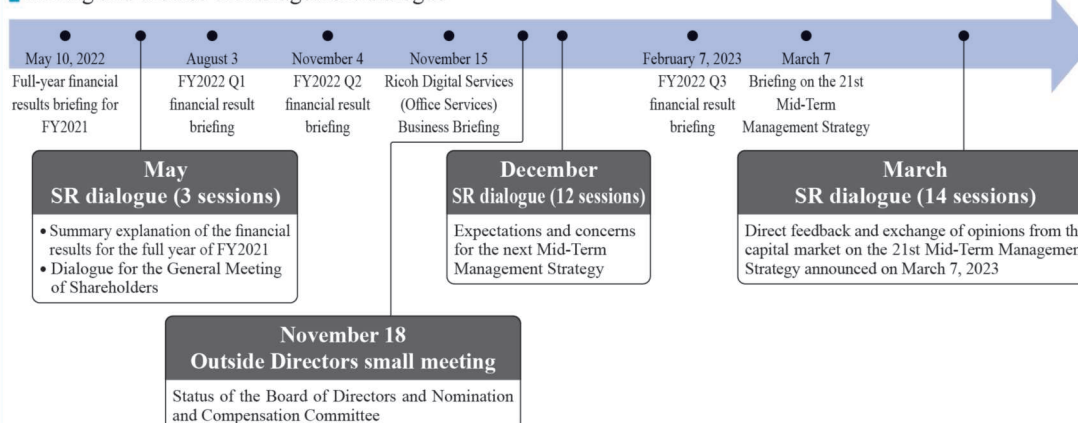 May 10, 2022
Full-year financial
results briefing for
FY2021
August 3
FY2022 Q1
financial result
briefing
November 4
FY2022 Q2
financial result
briefing
November 15
Ricoh Digital Services
(Office Services)
Business Briefing
February 7, 2023
FY2022 Q3
financial result
briefing
March 7
Briefing on the 21st
Mid-Term
Management Strategy
May
SR dialogue (3 sessions)
• Summary explanation of the financial
results for the full year of FY2021
• Dialogue for the General Meeting
of Shareholders
November 18
Outside Directors small meeting
Status of the Board of Directors and Nomination
and Compensation Committee
December
SR dialogue (12 sessions)
Expectations and concerns
for the next Mid-Term
Management Strategy
March
SR dialogue (14 sessions)
Direct feedback and exchange of opinions from th
capital market on the 21st Mid-Term Managemen
Strategy announced on March 7, 2023